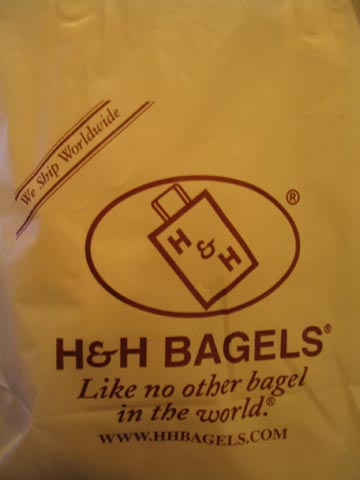 We Ship Worldwide
®
H & H
H&H BAGELS®
Like no other bagel
in the world.®
WWW.HHBAGELS.COM